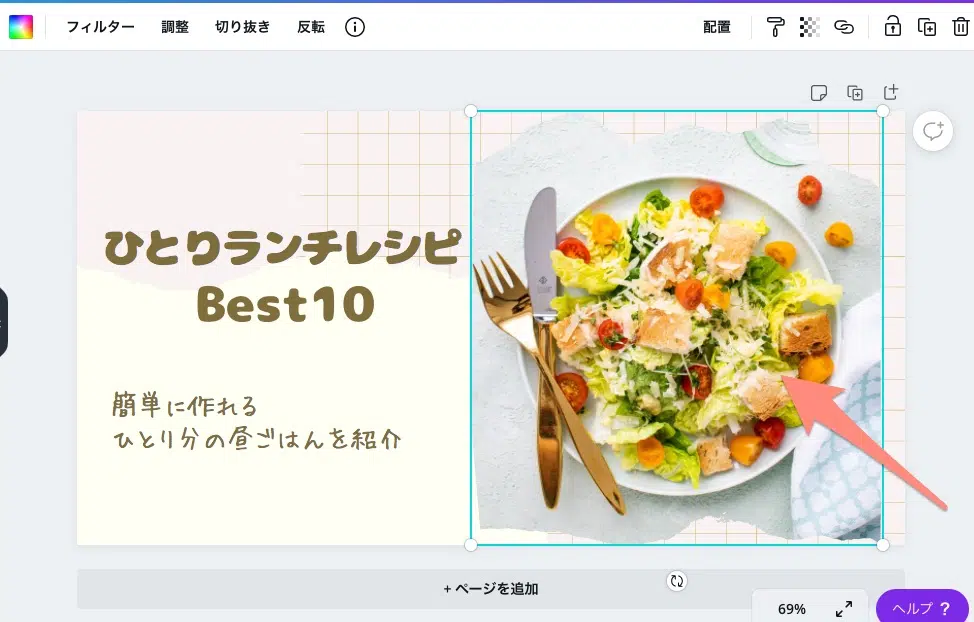 フィルター 調整 切り抜き 反転 配置
ひとりランチレシピ
Best10
簡単に作れる
ひとり分の昼ごはんを紹介
+ ページを追加
69% ヘルプ ?